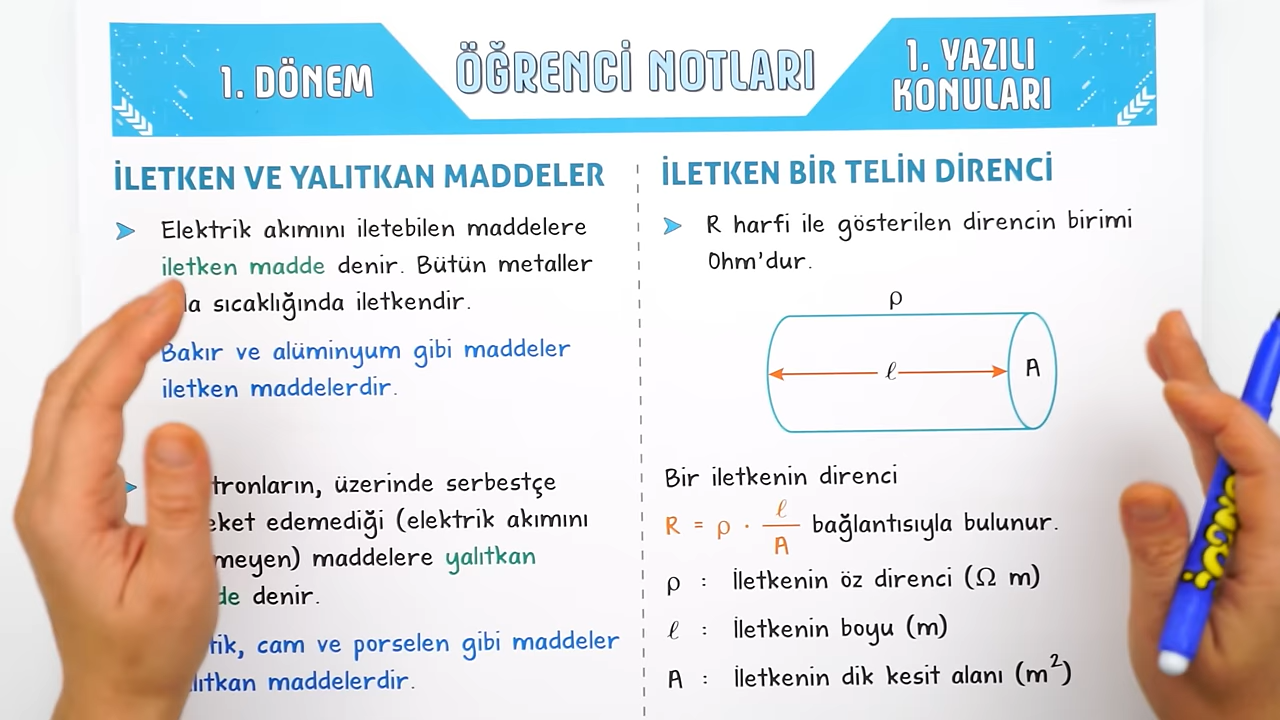 1. DÖNEM
ÖĞRENCİ NOTLARI
1. YAZILI
KONULARI
İLETKEN VE YALITKAN MADDELER
Elektrik akımını iletebilen maddelere
iletken madde denir. Bütün metaller
sıcaklığında iletkendir.
Bakır ve alüminyum gibi maddeler
iletken maddelerdir.
üzerinde serbestçe
edemediği (elektrik akımını
maddelere yalıtkan
denir.
cam ve porselen gibi maddeler
maddelerdir.
İLETKEN BİR TELİN DİRENCİ
R harfi ile gösterilen direncin birimi
Ohm'dur.
ρ
ℓ
A
Bir iletkenin direnci
R = ρ · ℓ/A bağlantısıyla bulunur.
ρ : İletkenin öz direnci (Ω m)
ℓ : İletkenin boyu (m)
A : İletkenin dik kesit alanı (m²)